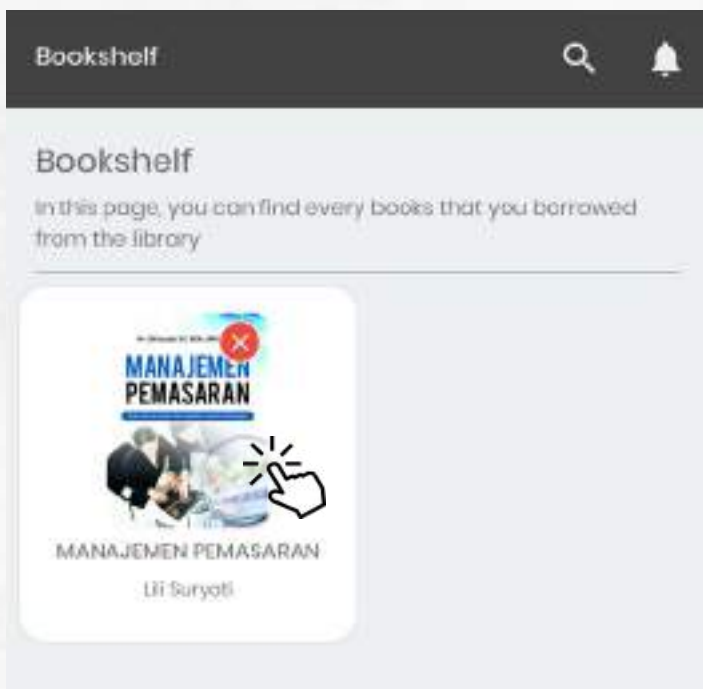 Bookshelf
Bookshelf
In this page, you can find every books that you borrowed
from the library
MANAJEMEN
PEMASARAN
MANAJEMEN PEMASARAN
Lili Suryati